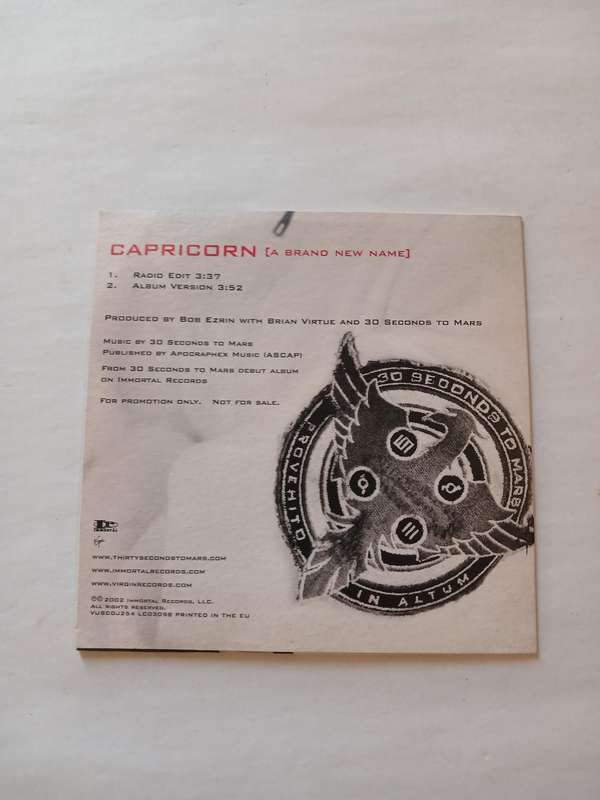 CAPRICORN [A BRAND NEW NAME]
1. RADIO EDIT 3:37
2. ALBUM VERSION 3:52
PRODUCED BY BOB EZRIN WITH BRIAN VIRTUE AND 30 SECONDS TO MARS
MUSIC BY 30 SECONDS TO MARS
PUBLISHED BY APOCRAPHEX MUSIC (ASCAP)
FROM 30 SECONDS TO MARS DEBUT ALBUM
ON IMMORTAL RECORDS
FOR PROMOTION ONLY. NOT FOR SALE.
30 SECONDS TO MARS
PROVEHITO
IN ALTUM
IMMORTAL
Virgin
WWW.THIRTYSECONDSTOMARS.COM
WWW.IMMORTALRECORDS.COM
WWW.VIRGINRECORDS.COM
℗© 2002 IMMORTAL RECORDS, LLC.
ALL RIGHTS RESERVED.
VUSCDJ254 LC03098 PRINTED IN THE EU